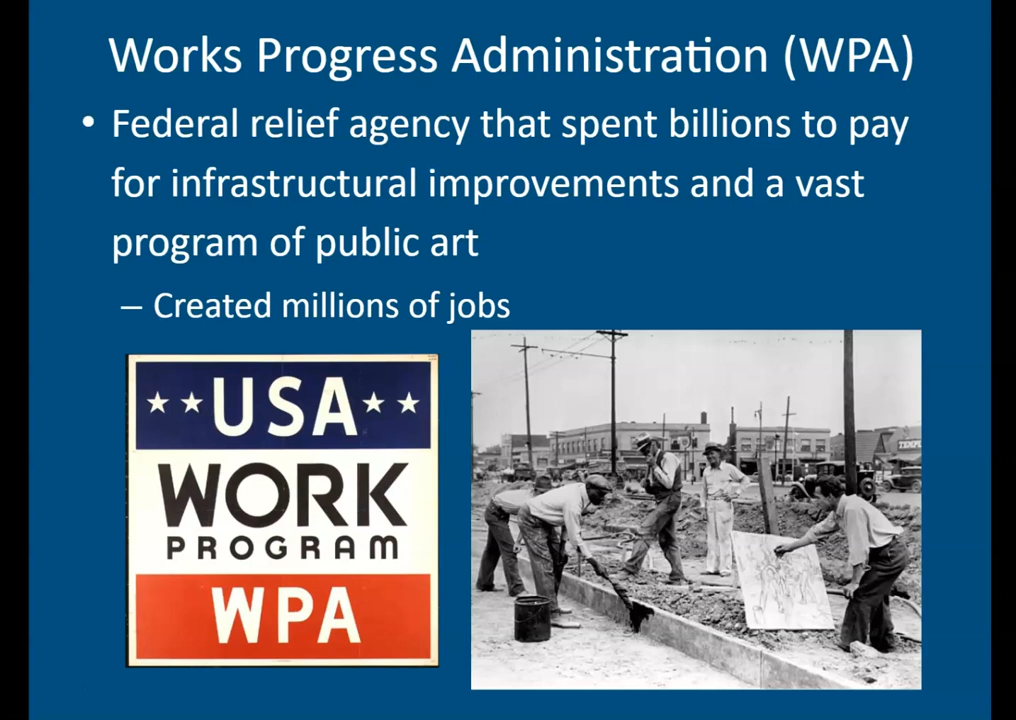 Works Progress Administration (WPA)
• Federal relief agency that spent billions to pay
for infrastructural improvements and a vast
program of public art
– Created millions of jobs
USA
WORK
PROGRAM
WPA